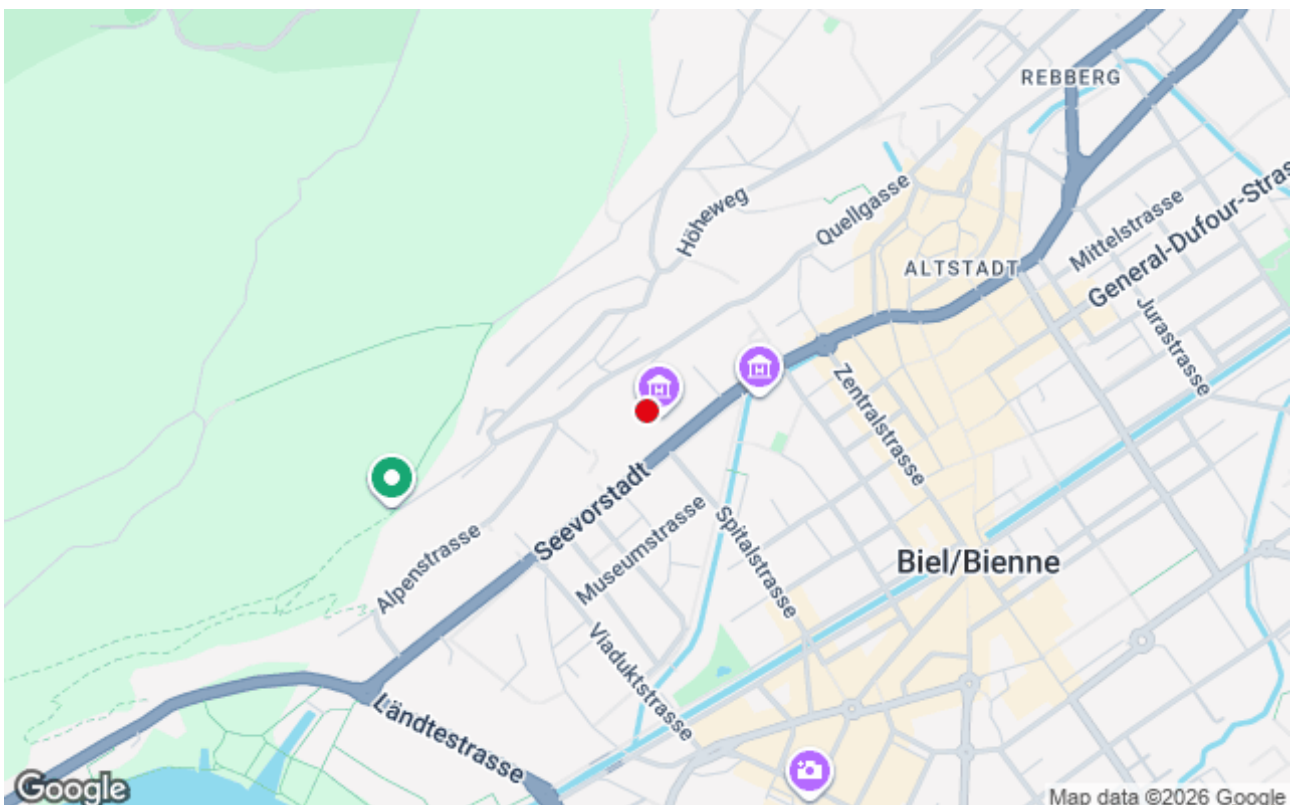 REBBERG
Höheweg
Quellgasse
Mittelstrasse
ALTSTADT
General-Dufour-Stras
Jurastrasse
Zentralstrasse
Seevorstadt
Spitalstrasse
Museumstrasse
Alpenstrasse
Biel/Bienne
Viaduktstrasse
Ländtestrasse
Google
Map data ©2026 Google